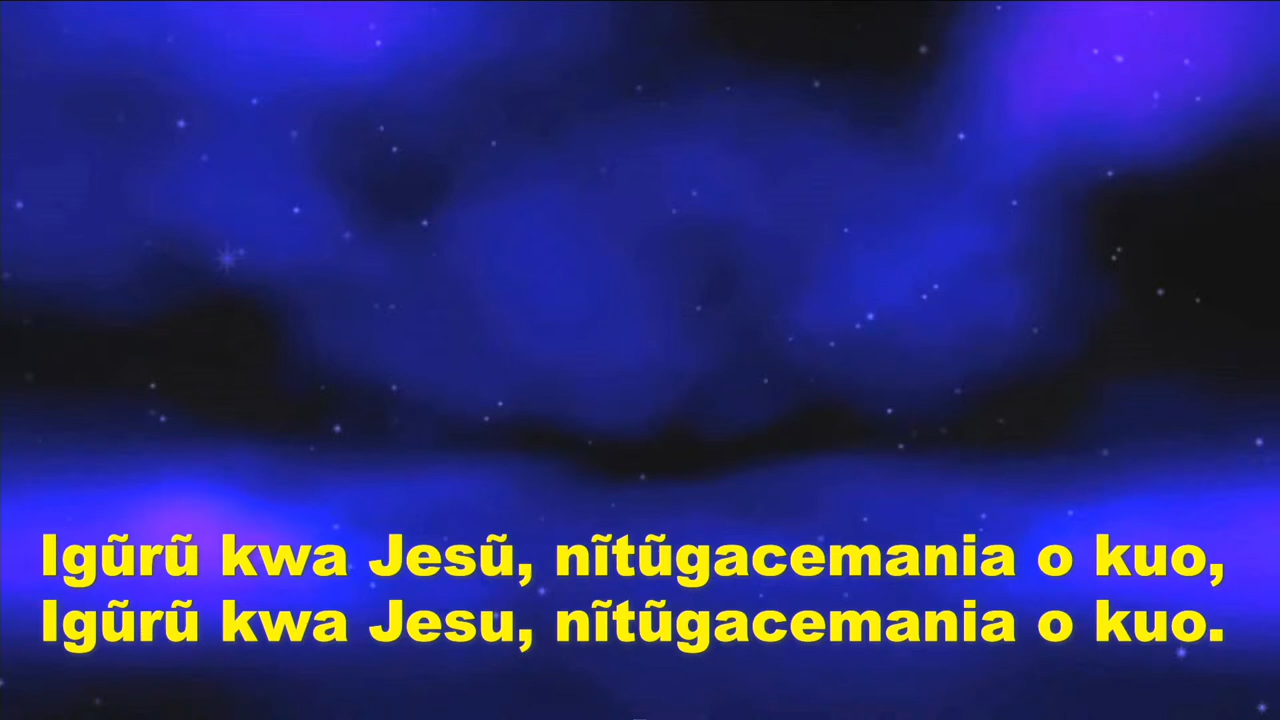 Igũrũ kwa Jesũ, nĩtũgacemania o kuo,
Igũrũ kwa Jesu, nĩtũgacemania o kuo.